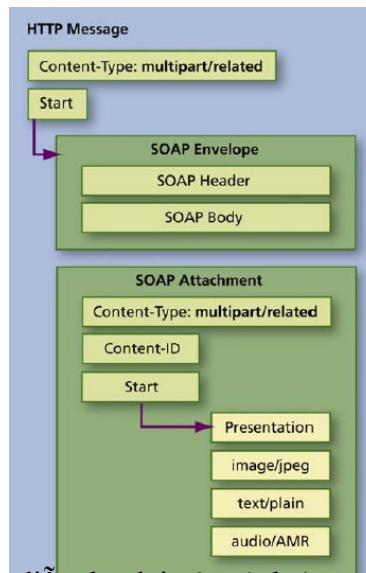 HTTP Message
Content-Type: multipart/related
Start
SOAP Envelope
SOAP Header
SOAP Body
SOAP Attachment
Content-Type: multipart/related
Content-ID
Start
Presentation
image/jpeg
text/plain
audio/AMR